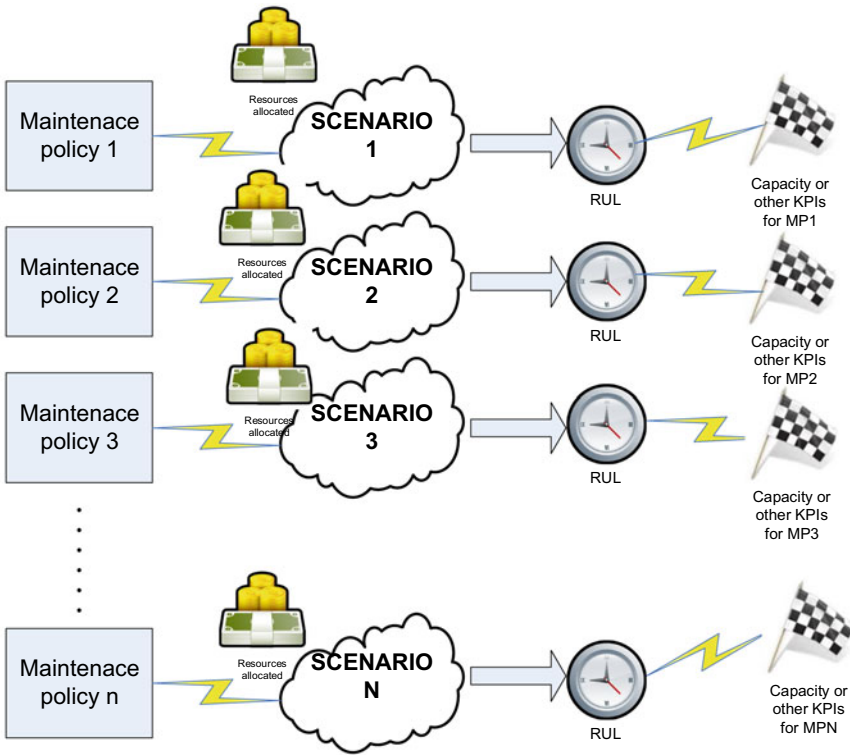 Maintenace
policy 1
Resources
allocated
SCENARIO
1
RUL
Capacity or
other KPIs
for MP1
Maintenace
policy 2
Resources
allocated
SCENARIO
2
RUL
Capacity or
other KPIs
for MP2
Maintenace
policy 3
Resources
allocated
SCENARIO
3
RUL
Capacity or
other KPIs
for MP3
Maintenace
policy n
Resources
allocated
SCENARIO
N
RUL
Capacity or
other KPIs
for MPN